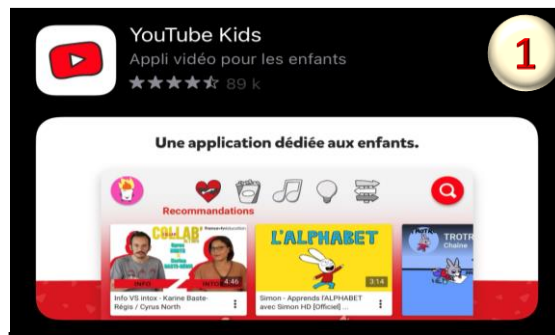 YouTube Kids
Appli vidéo pour les enfants
89 k
1
Une application dédiée aux enfants.
Recommandations
COLLAB'
INFO
INTOX
4:46
L'ALPHABET
3:14
TROTR
Chaîne
Info VS intox - Karine Baste-
Régis / Cyrus North
Simon - Apprends l'ALPHABET
avec Simon HD [Officiel] ...